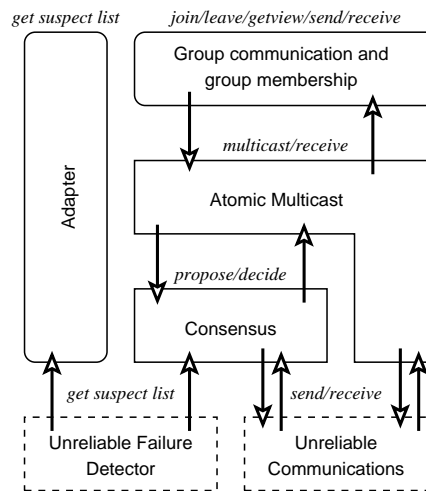 get suspect list
join/leave/getview/send/receive
Group communication and
group membership
multicast/receive
Adapter
Atomic Multicast
propose/decide
Consensus
get suspect list
send/receive
Unreliable Failure
Detector
Unreliable
Communications